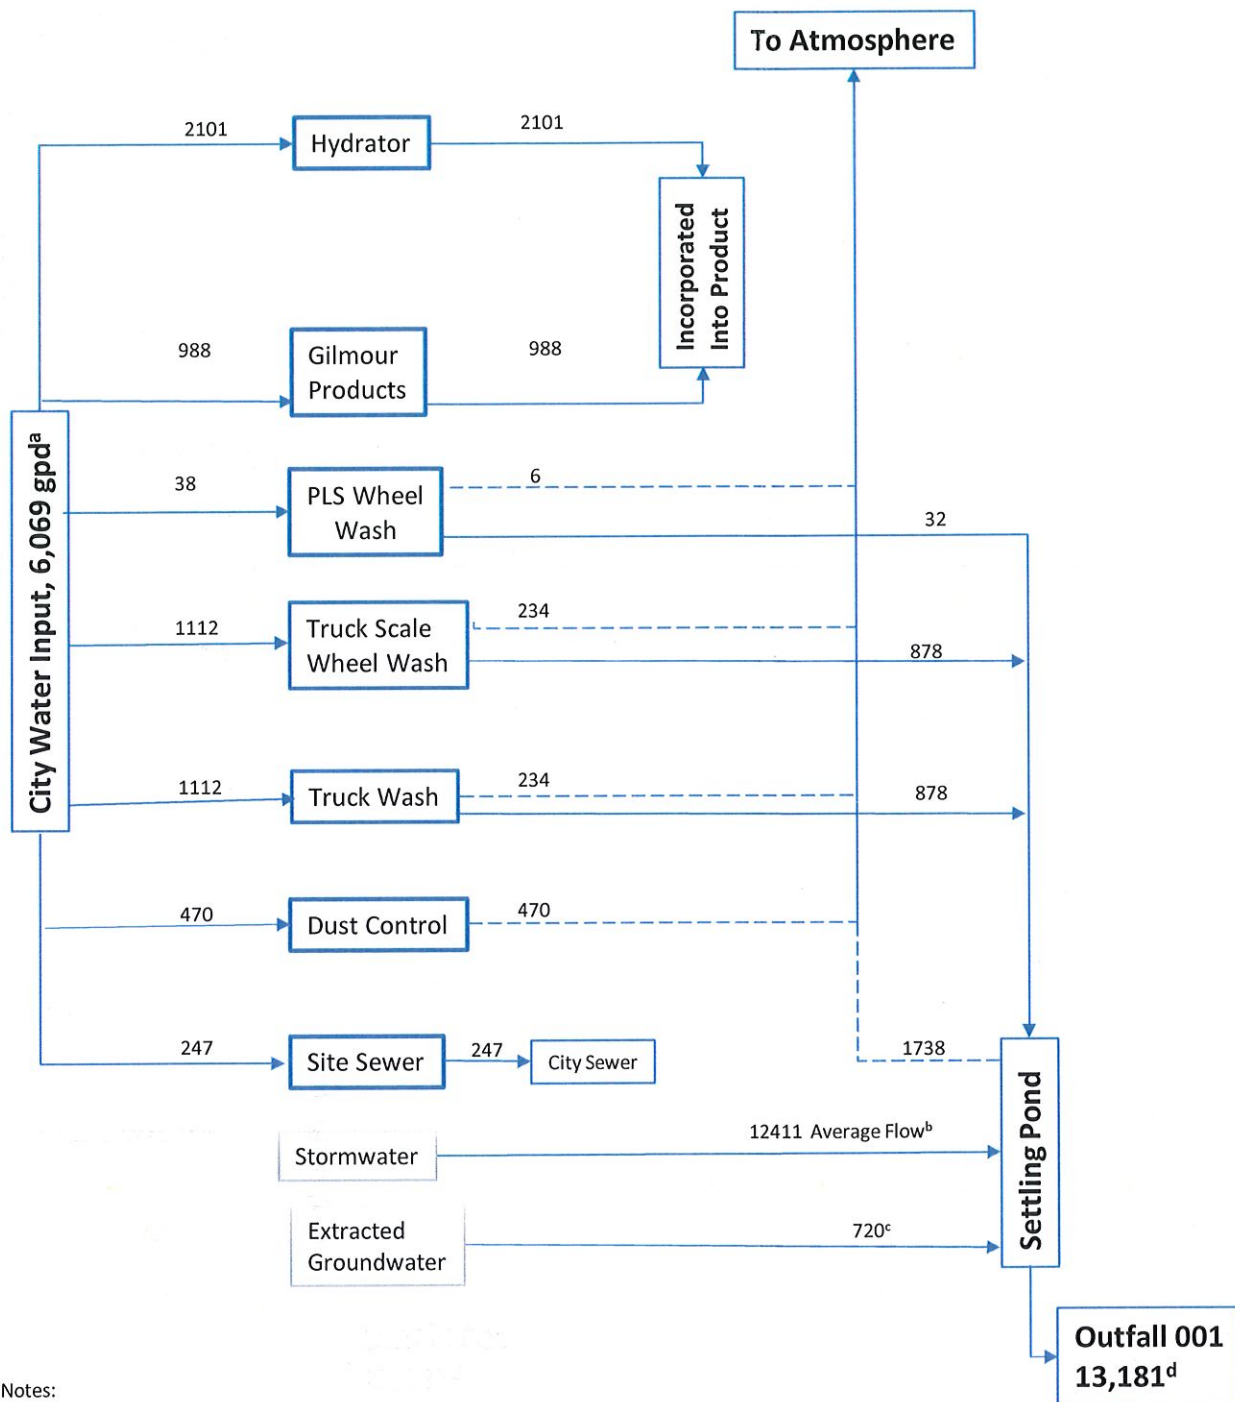 To Atmosphere
2101
Hydrator
2101
Incorporated
Into Product
988
Gilmour
Products
988
City Water Input, 6,069 gpdᵃ
38
PLS Wheel
Wash
6
32
1112
Truck Scale
Wheel Wash
234
878
1112
Truck Wash
234
878
470
Dust Control
470
247
Site Sewer
247
City Sewer
1738
Settling Pond
Stormwater
12411 Average Flowᵇ
Extracted
Groundwater
720ᶜ
Outfall 001
13,181ᵈ
Notes: